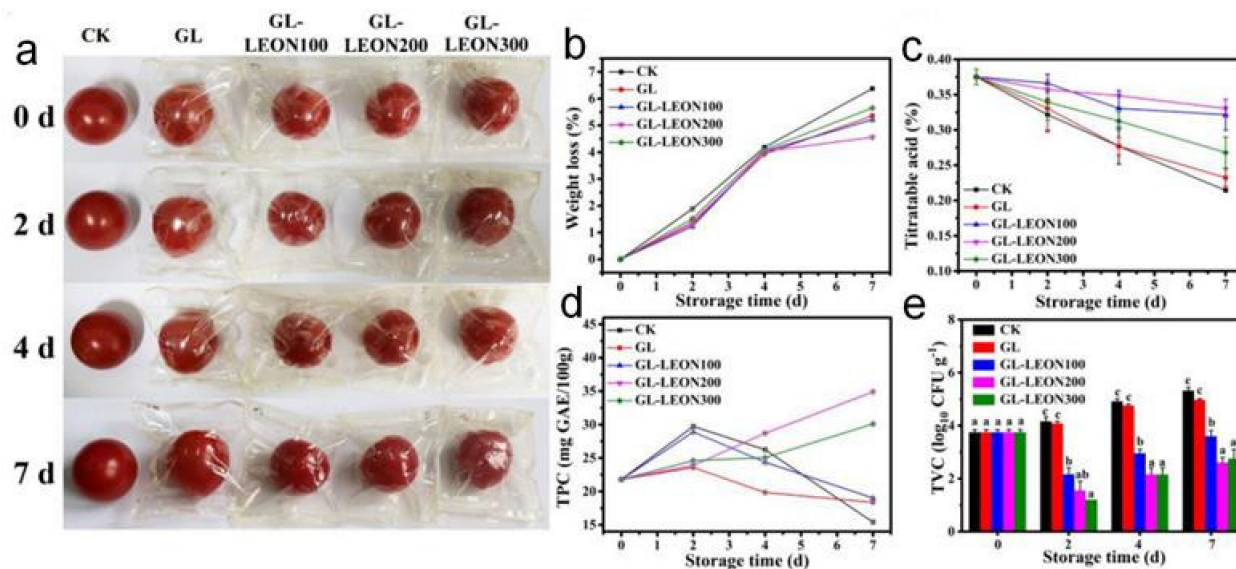 a
CK
GL
GL-
LEON100
GL-
LEON200
GL-
LEON300
0 d
2 d
4 d
7 d
b
Weight loss (%)
7
6
5
4
3
2
1
0
CK
GL
GL-LEON100
GL-LEON200
GL-LEON300
0 1 2 3 4 5 6 7
Strorage time (d)
c
Titratable acid (%)
0.40
0.35
0.30
0.25
0.20
0.15
0.10
CK
GL
GL-LEON100
GL-LEON200
GL-LEON300
0 1 2 3 4 5 6 7
Strorage time (d)
d
TPC (mg GAE/100g)
45
40
35
30
25
20
15
CK
GL
GL-LEON100
GL-LEON200
GL-LEON300
0 1 2 3 4 5 6 7
Storage time (d)
e
TVC (log10 CFU g-1)
8
6
4
2
0
CK
GL
GL-LEON100
GL-LEON200
GL-LEON300
a a a a a
c c b ab a
c c b a a
c c b a a
0 2 4 7
Storage time (d)